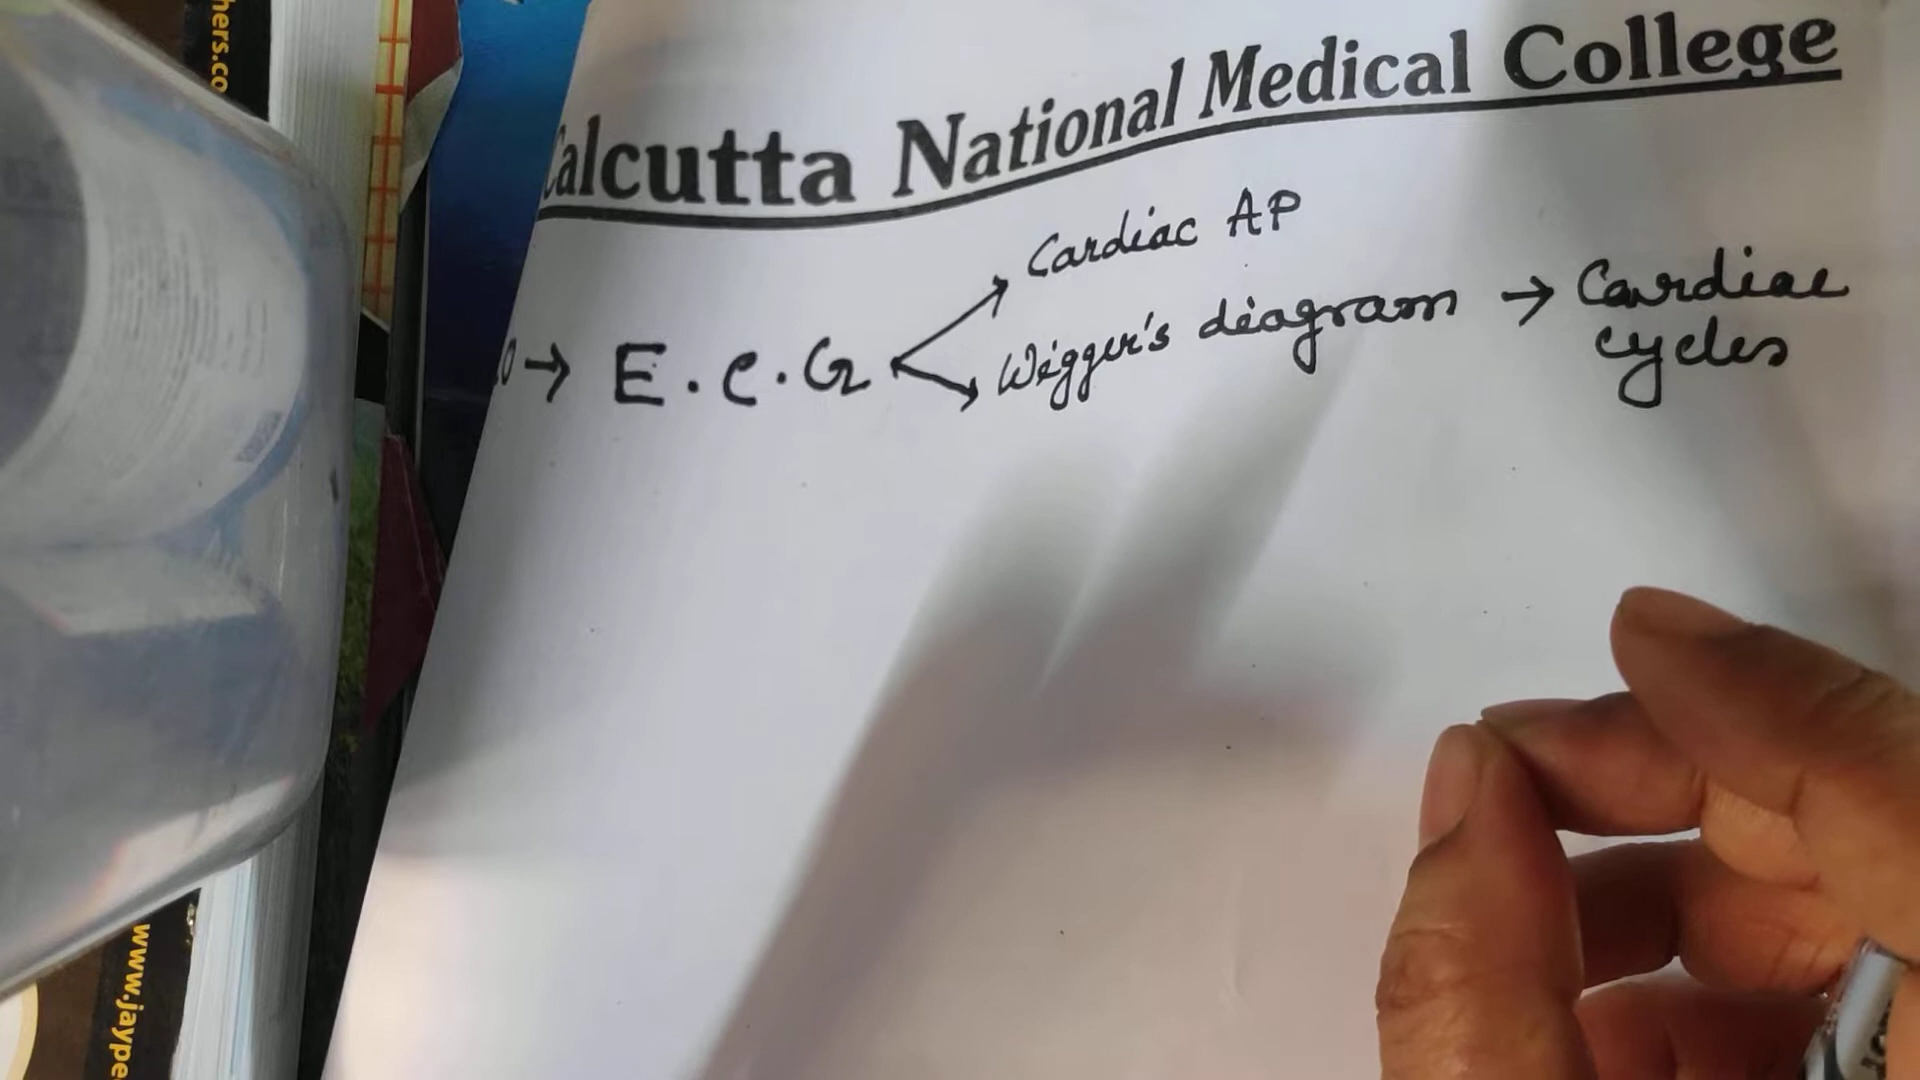 hers.co
Calcutta National Medical College
Cardiac AP
→ E.C.G Wigger's diagram → Cardiac
cycles
www.jaype